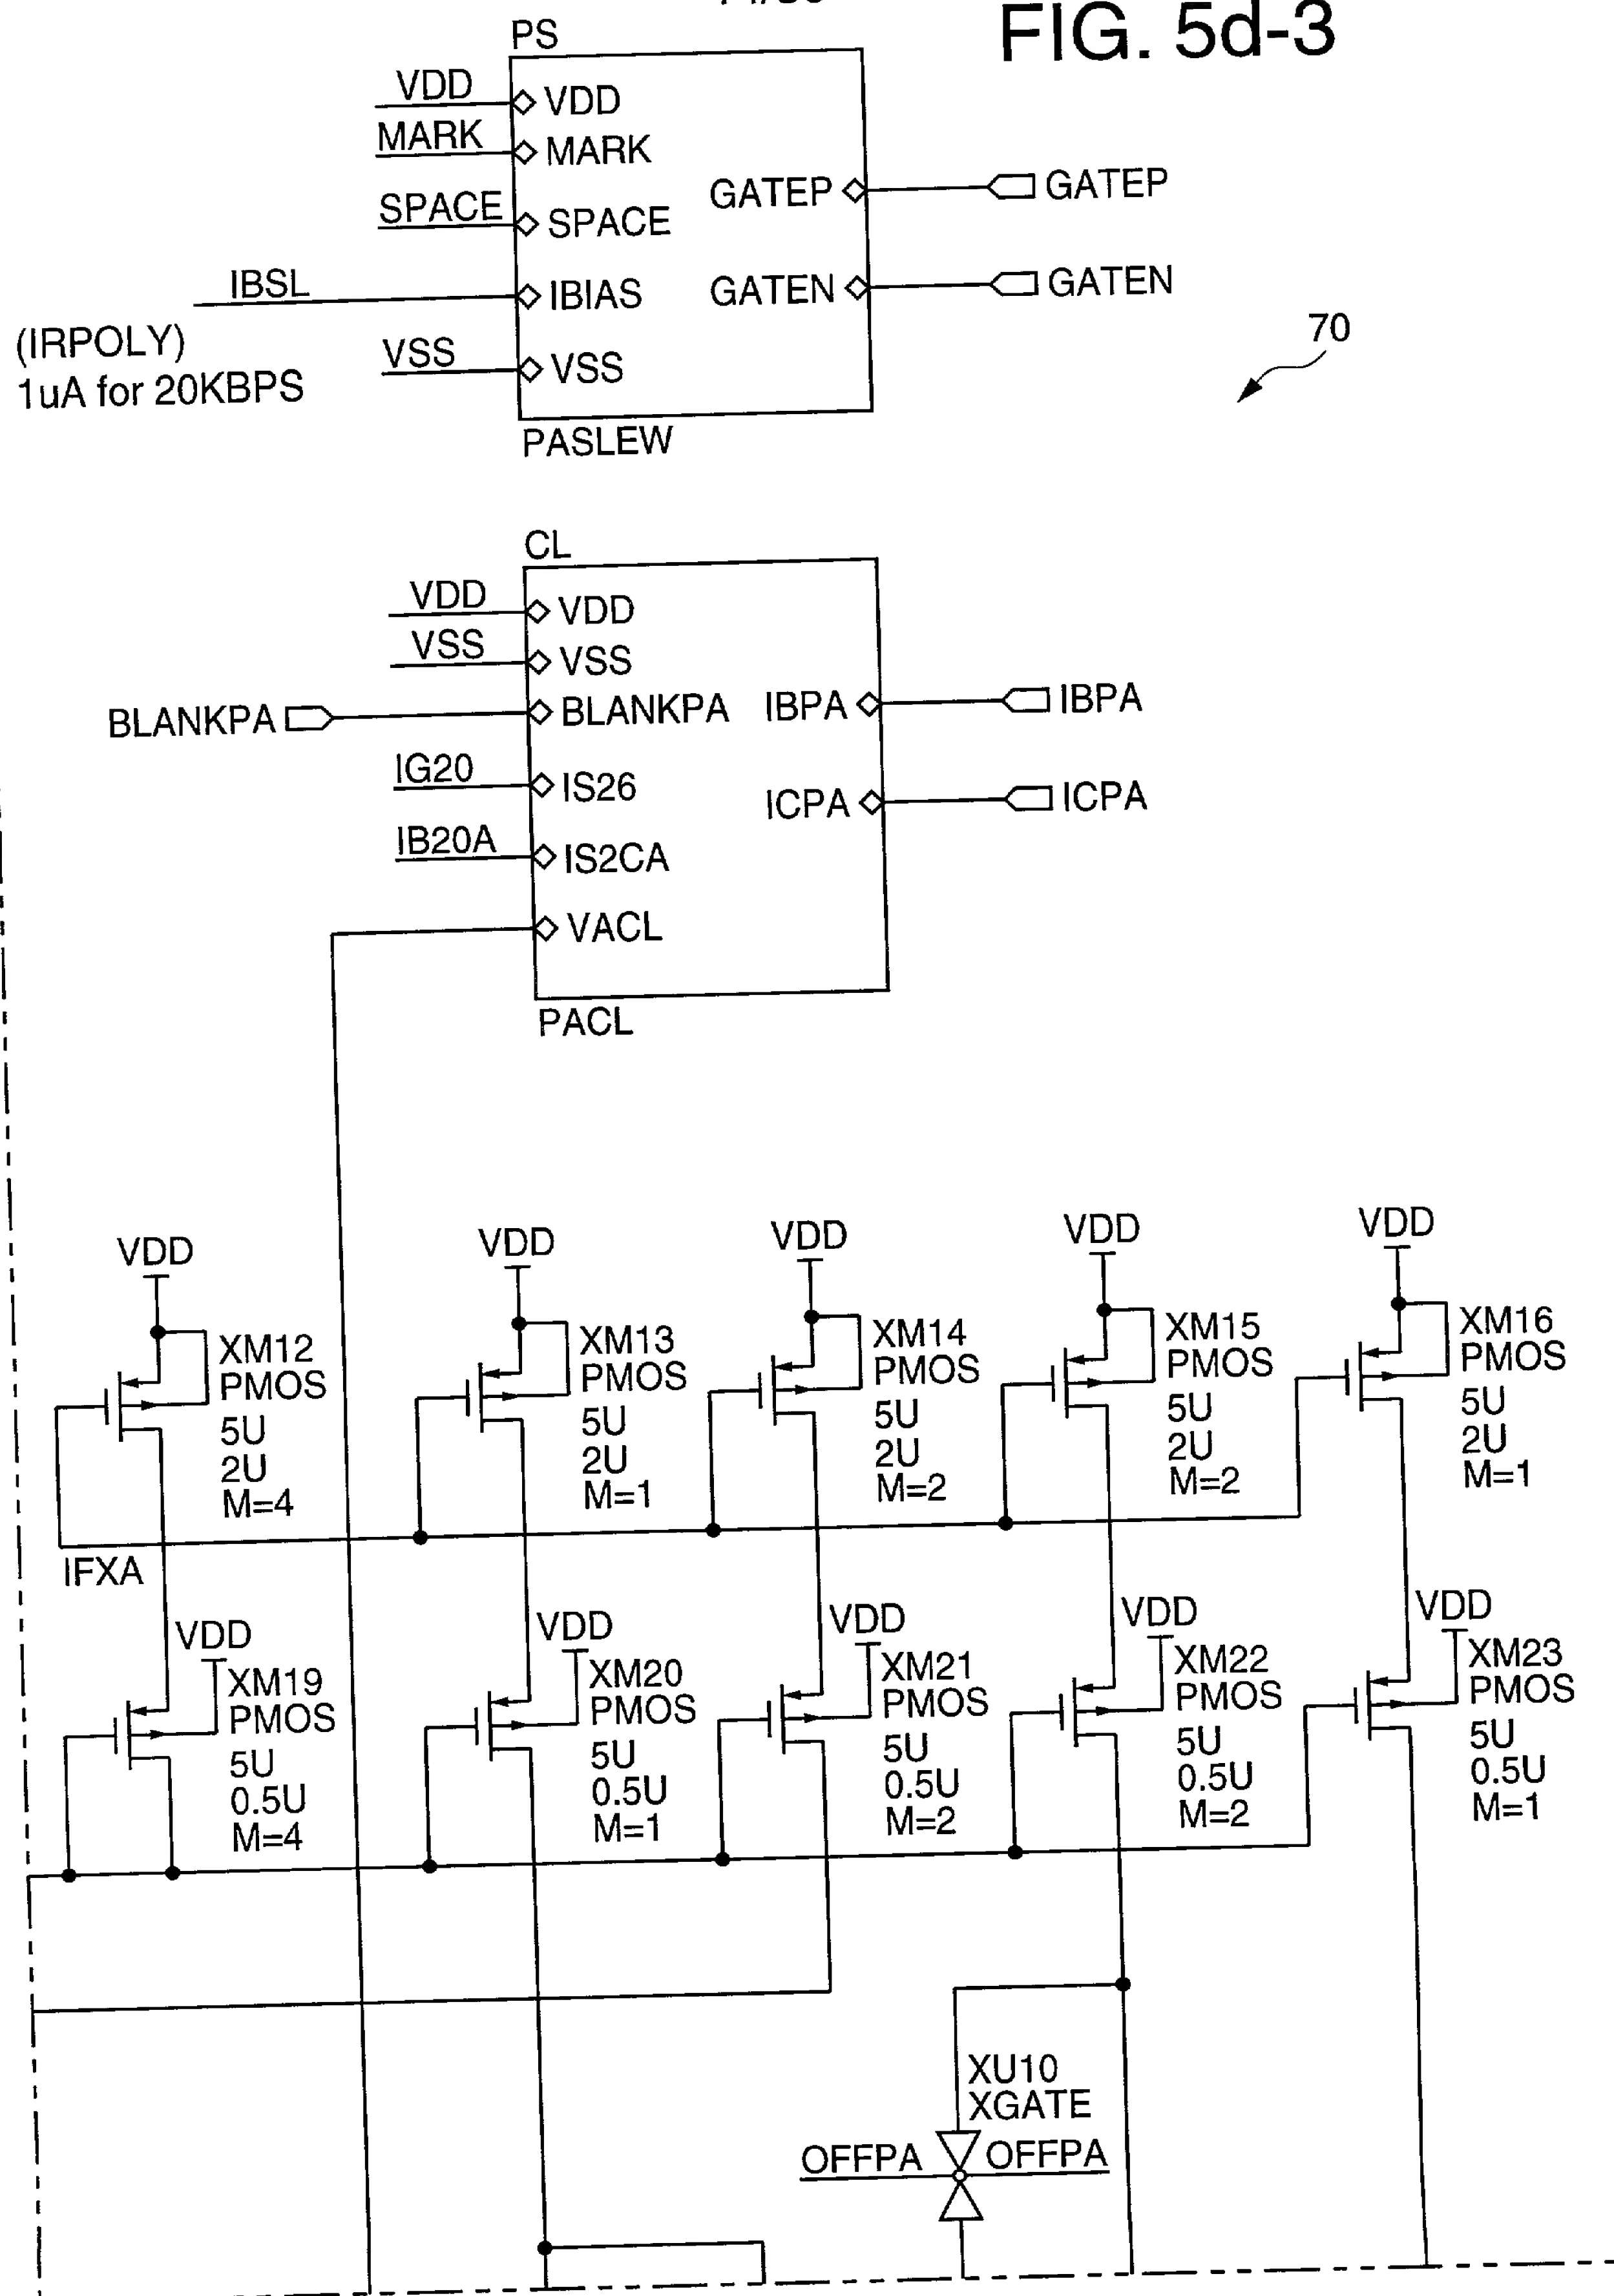 FIG. 5d-3
PS
VDD
VDD
MARK
MARK
SPACE
SPACE
IBSL
IBIAS
(IRPOLY)
1uA for 20KBPS
VSS
VSS
GATEP
GATEP
GATEN
GATEN
PASLEW
70
CL
VDD
VDD
VSS
VSS
BLANKPA
BLANKPA
IG20
IS26
IB20A
IS2CA
VACL
IBPA
IBPA
ICPA
ICPA
PACL
VDD
XM12
PMOS
5U
2U
M=4
VDD
XM13
PMOS
5U
2U
M=1
VDD
XM14
PMOS
5U
2U
M=2
VDD
XM15
PMOS
5U
2U
M=2
VDD
XM16
PMOS
5U
2U
M=1
IFXA
VDD
XM19
PMOS
5U
0.5U
M=4
VDD
XM20
PMOS
5U
0.5U
M=1
VDD
XM21
PMOS
5U
0.5U
M=2
VDD
XM22
PMOS
5U
0.5U
M=2
VDD
XM23
PMOS
5U
0.5U
M=1
XU10
XGATE
OFFPA
OFFPA